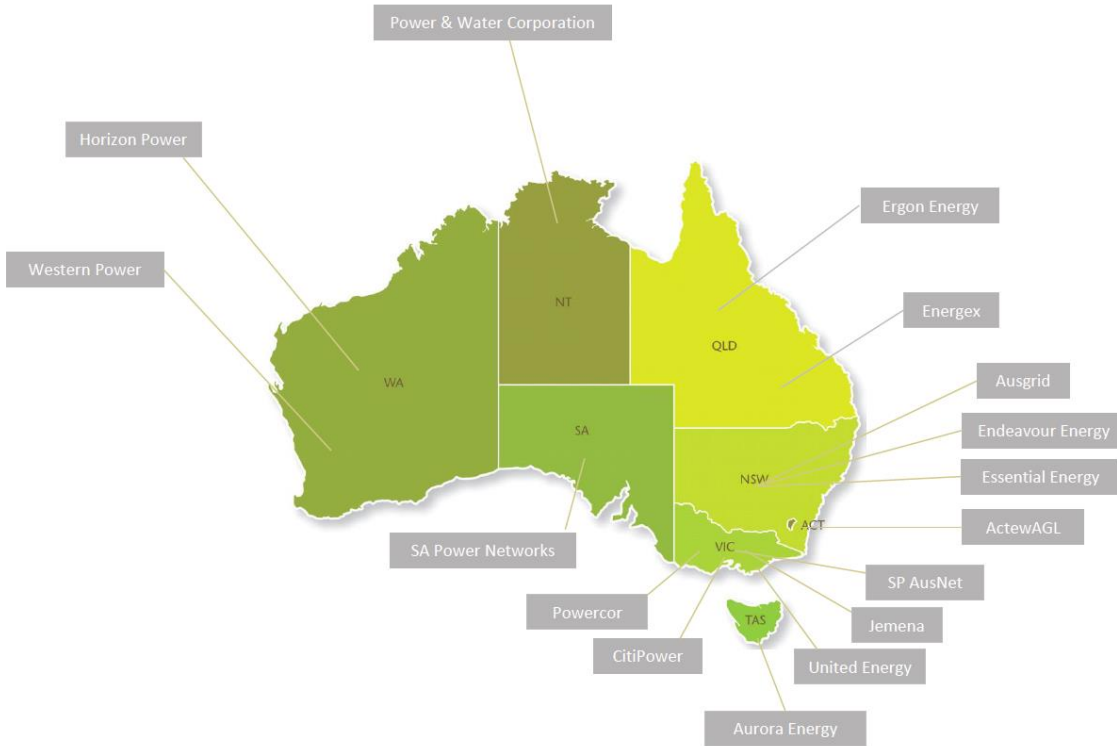 Power & Water Corporation
Horizon Power
Ergon Energy
Western Power
NT
Energex
QLD
WA
Ausgrid
SA
Endeavour Energy
NSW
Essential Energy
ACT
ActewAGL
SA Power Networks
VIC
SP AusNet
Powercor
TAS
Jemena
CitiPower
United Energy
Aurora Energy